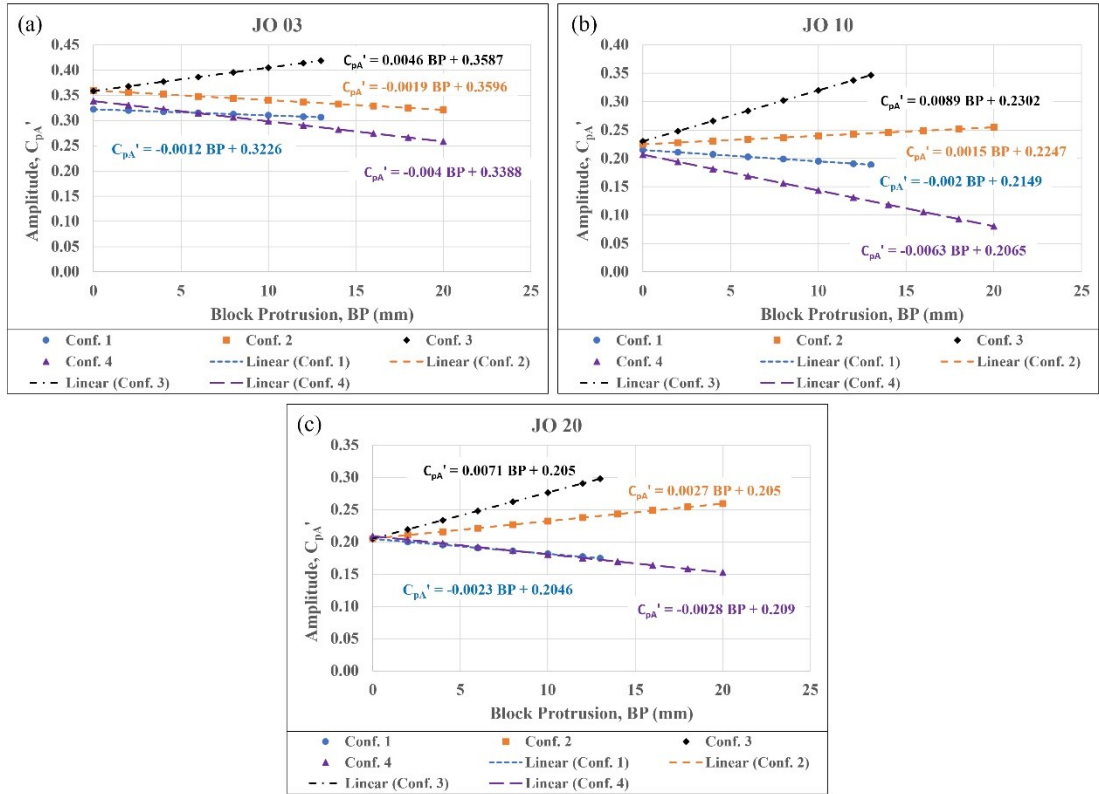 (a)
JO 03
Amplitude, CpA'
0.45
0.40
0.35
0.30
0.25
0.20
0.15
0.10
0.05
0.00
CpA' = 0.0046 BP + 0.3587
CpA' = -0.0019 BP + 0.3596
CpA' = -0.0012 BP + 0.3226
CpA' = -0.004 BP + 0.3388
0 5 10 15 20 25
Block Protrusion, BP (mm)
Conf. 1 Conf. 2 Conf. 3
Conf. 4 Linear (Conf. 1) Linear (Conf. 2)
Linear (Conf. 3) Linear (Conf. 4)
(b)
JO 10
Amplitude, CpA'
0.40
0.35
0.30
0.25
0.20
0.15
0.10
0.05
0.00
CpA' = 0.0089 BP + 0.2302
CpA' = 0.0015 BP + 0.2247
CpA' = -0.002 BP + 0.2149
CpA' = -0.0063 BP + 0.2065
0 5 10 15 20 25
Block Protrusion, BP (mm)
Conf. 1 Conf. 2 Conf. 3
Conf. 4 Linear (Conf. 1) Linear (Conf. 2)
Linear (Conf. 3) Linear (Conf. 4)
(c)
JO 20
Amplitude, CpA'
0.35
0.30
0.25
0.20
0.15
0.10
0.05
0.00
CpA' = 0.0071 BP + 0.205
CpA' = 0.0027 BP + 0.205
CpA' = -0.0023 BP + 0.2046
CpA' = -0.0028 BP + 0.209
0 5 10 15 20 25
Block Protrusion, BP (mm)
Conf. 1 Conf. 2 Conf. 3
Conf. 4 Linear (Conf. 1) Linear (Conf. 2)
Linear (Conf. 3) Linear (Conf. 4)